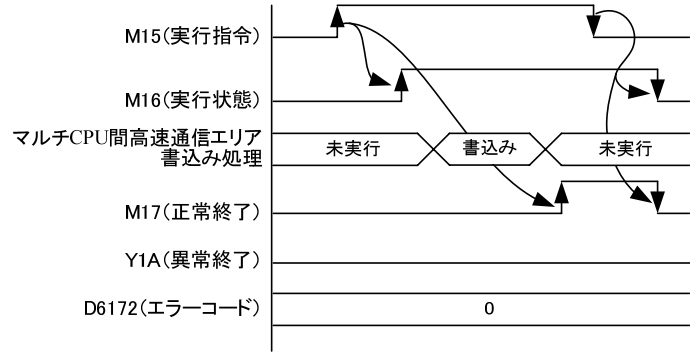 M15(実行指令)
M16(実行状態)
マルチCPU間高速通信エリア
書込み処理
未実行
書込み
未実行
M17(正常終了)
Y1A(異常終了)
D6172(エラーコード)
0